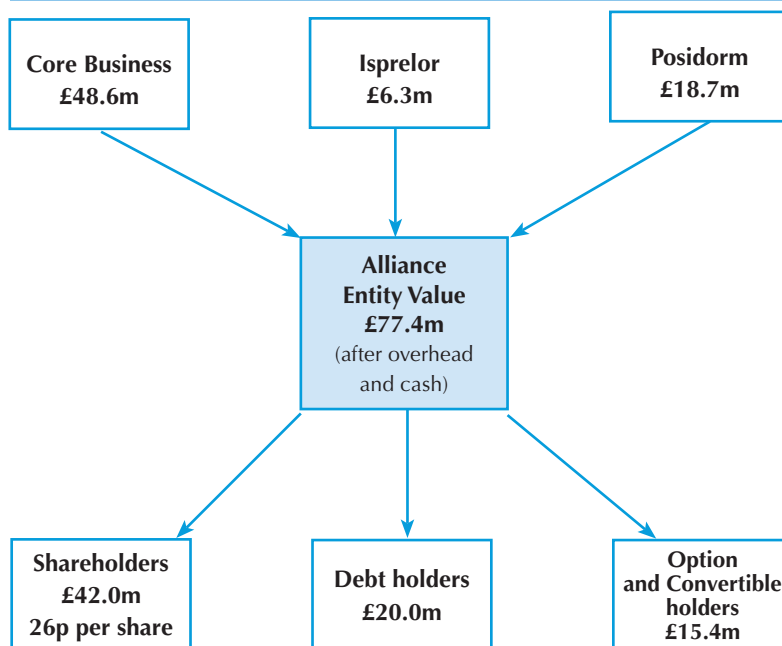 Core Business
£48.6m
Isprelor
£6.3m
Posidorm
£18.7m
Alliance
Entity Value
£77.4m
(after overhead
and cash)
Shareholders
£42.0m
26p per share
Debt holders
£20.0m
Option
and Convertible
holders
£15.4m